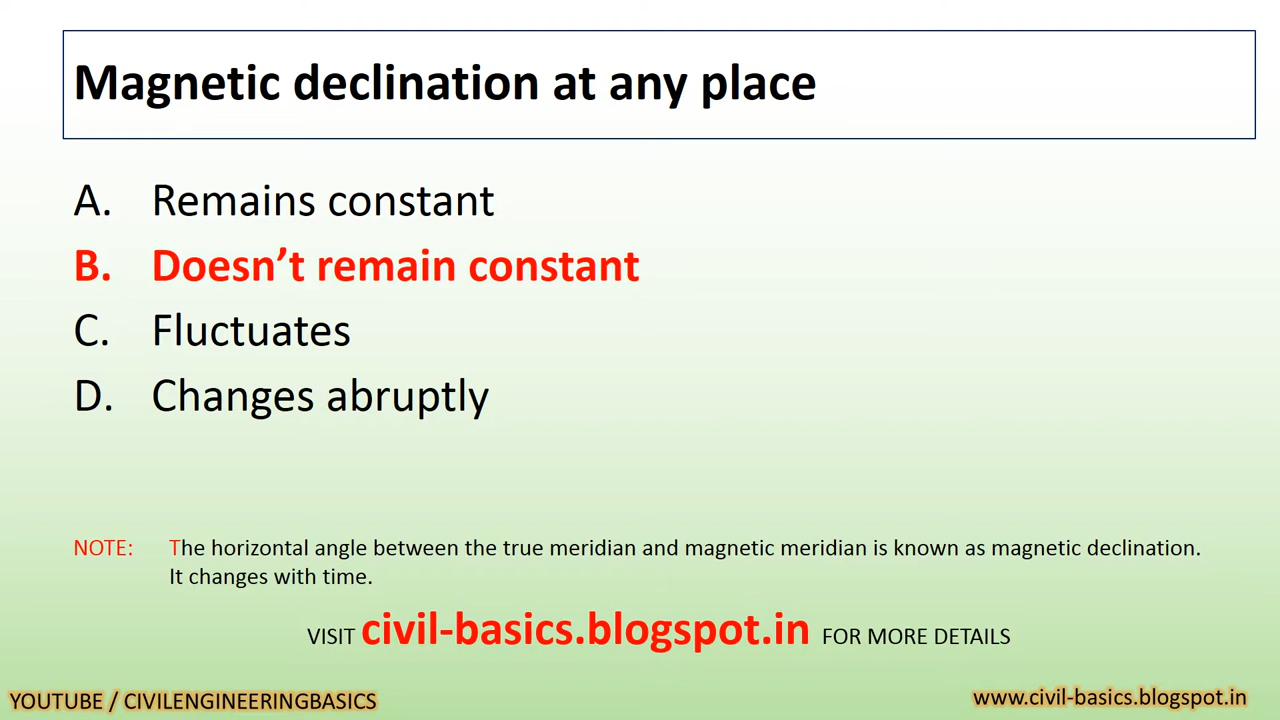 Magnetic declination at any place
A. Remains constant
B. Doesn’t remain constant
C. Fluctuates
D. Changes abruptly
NOTE: The horizontal angle between the true meridian and magnetic meridian is known as magnetic declination.
It changes with time.
VISIT civil-basics.blogspot.in FOR MORE DETAILS
YOUTUBE / CIVILENGINEERINGBASICS
www.civil-basics.blogspot.in